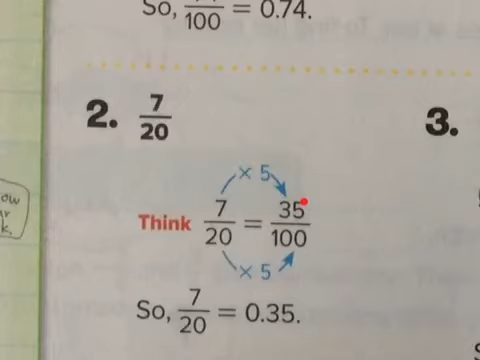 So, /100 = 0.74.
2. 7/20
3.
× 5
Think 7/20 = 35/100
× 5
So, 7/20 = 0.35.
ow
k.